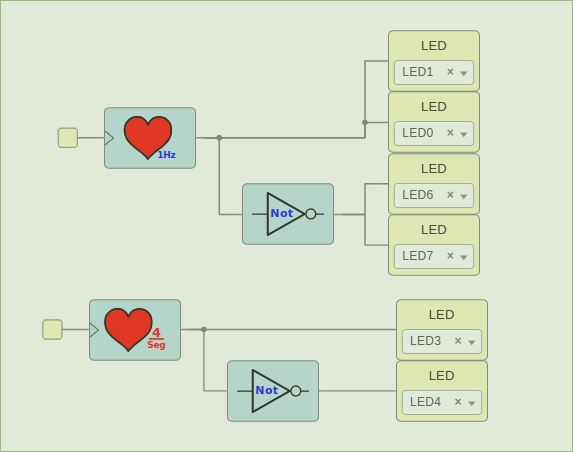 LED
LED1 ×
LED
LED0 ×
1Hz
LED
LED6 ×
Not
LED
LED7 ×
LED
LED3 ×
4
Seg
LED
LED4 ×
Not